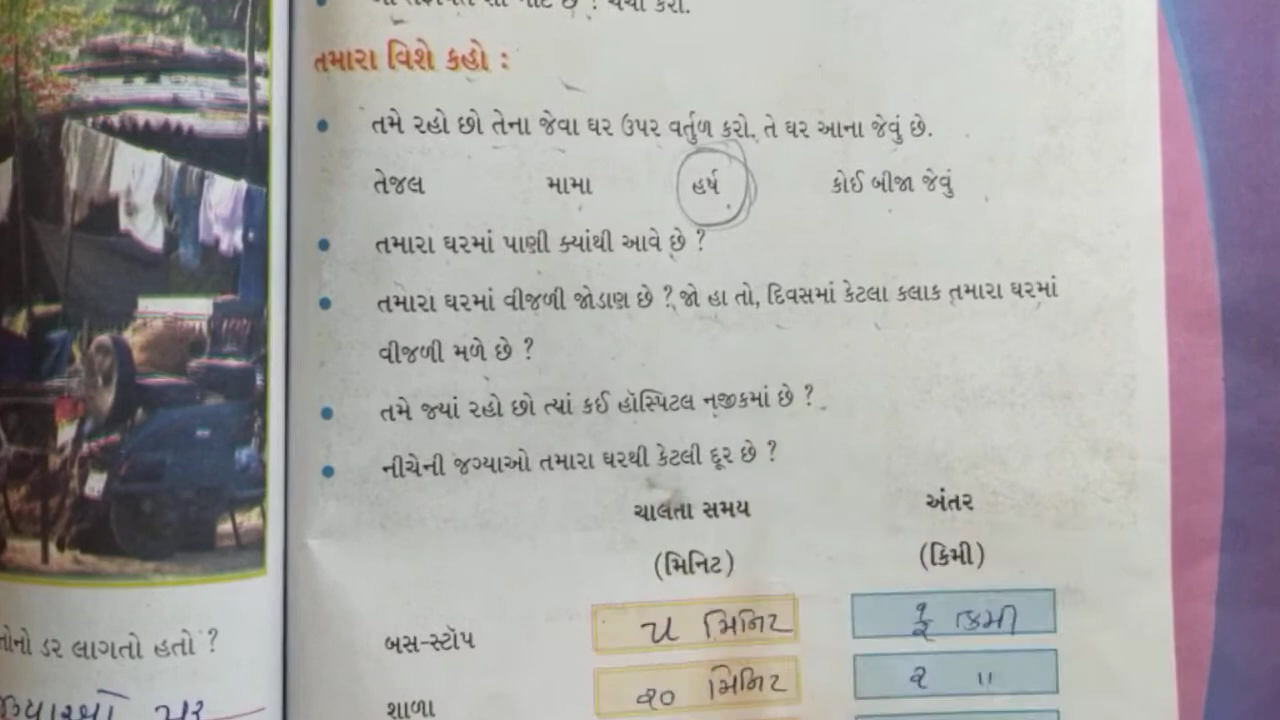 તમારા વિશે કહો :
• તમે રહો છો તેના જેવા ઘર ઉપર વર્તુળ કરો. તે ઘર આના જેવું છે.
તેજલ મામા હર્ષ કોઈ બીજા જેવું
• તમારા ઘરમાં પાણી ક્યાંથી આવે છે ?
• તમારા ઘરમાં વીજળી જોડાણ છે ? જો હા તો, દિવસમાં કેટલા કલાક તમારા ઘરમાં
વીજળી મળે છે ?
• તમે જ્યાં રહો છો ત્યાં કઈ હૉસ્પિટલ નજીકમાં છે ?
• નીચેની જગ્યાઓ તમારા ઘરથી કેટલી દૂર છે ?
ચાલતા સમય અંતર
(મિનિટ) (કિમી)
બસ-સ્ટૉપ ૫ મિનિટ ૧/૨ કિમી
શાળા ૨૦ મિનિટ ૨ "
ડર લાગતો હતો ?